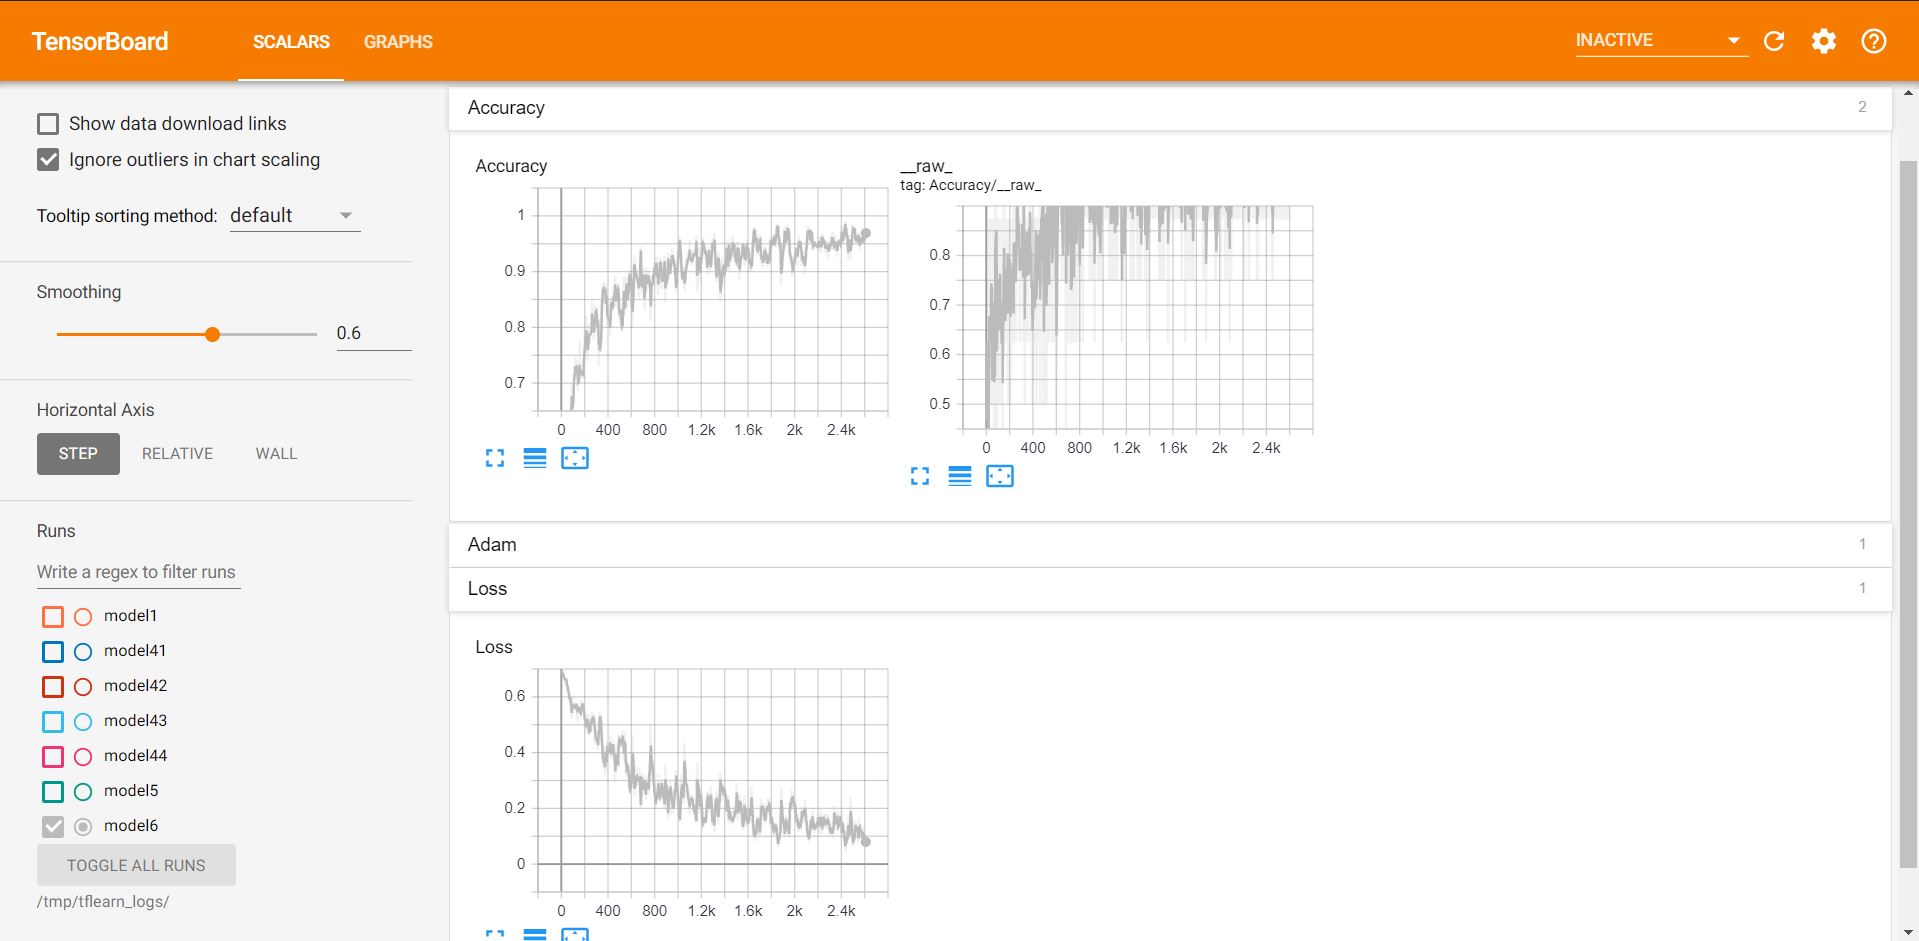 TensorBoard
SCALARS
GRAPHS
INACTIVE
Show data download links
Ignore outliers in chart scaling
Tooltip sorting method: default
Smoothing
0.6
Horizontal Axis
STEP
RELATIVE
WALL
Runs
Write a regex to filter runs
model1
model41
model42
model43
model44
model5
model6
TOGGLE ALL RUNS
/tmp/tflearn_logs/
Accuracy
2
Accuracy
1
0.9
0.8
0.7
0 400 800 1.2k 1.6k 2k 2.4k
__raw_
tag: Accuracy/__raw_
0.8
0.7
0.6
0.5
0 400 800 1.2k 1.6k 2k 2.4k
Adam
1
Loss
1
Loss
0.6
0.4
0.2
0
0 400 800 1.2k 1.6k 2k 2.4k